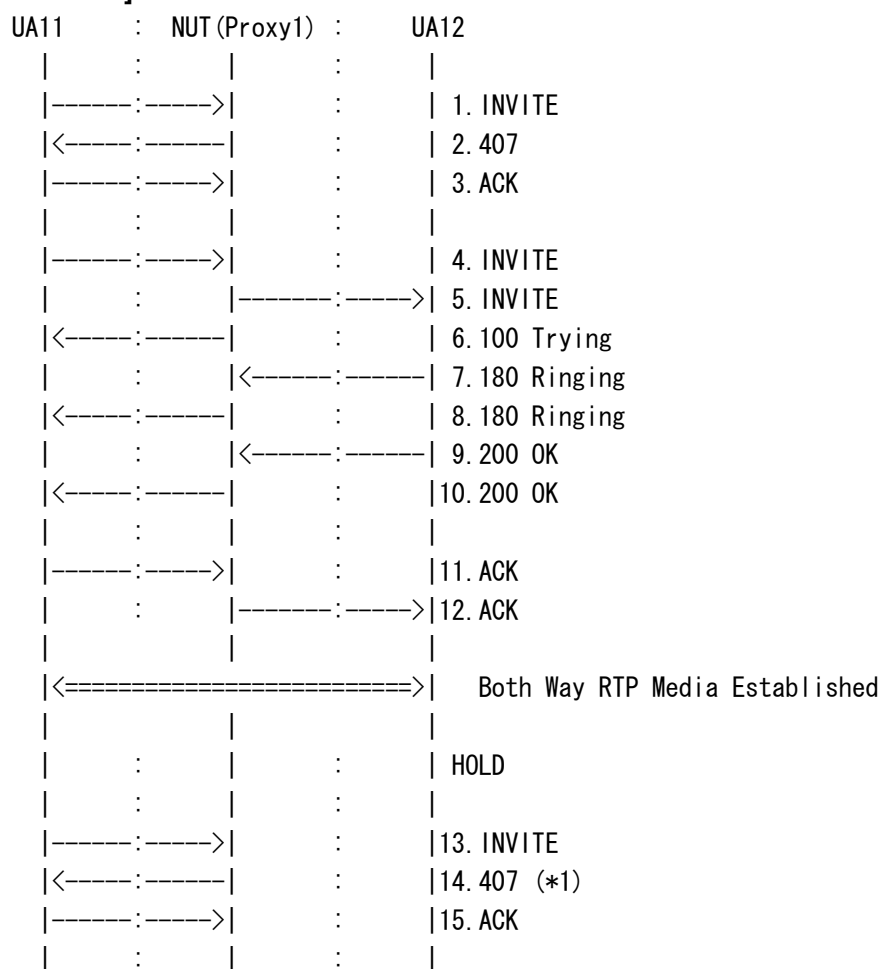 ]
UA11 : NUT(Proxy1) : UA12
| : | : |
|------:----->| : | 1.INVITE
|<-----:------| : | 2.407
|------:----->| : | 3.ACK
| : | : |
|------:----->| : | 4.INVITE
| : |-------:----->| 5.INVITE
|<-----:------| : | 6.100 Trying
| : |<------:------| 7.180 Ringing
|<-----:------| : | 8.180 Ringing
| : |<------:------| 9.200 OK
|<-----:------| : |10.200 OK
| : | : |
|------:----->| : |11.ACK
| : |-------:----->|12.ACK
| | |
|<==========================>| Both Way RTP Media Established
| | |
| : | : | HOLD
| : | : |
|------:----->| : |13.INVITE
|<-----:------| : |14.407 (*1)
|------:----->| : |15.ACK
| : | : |